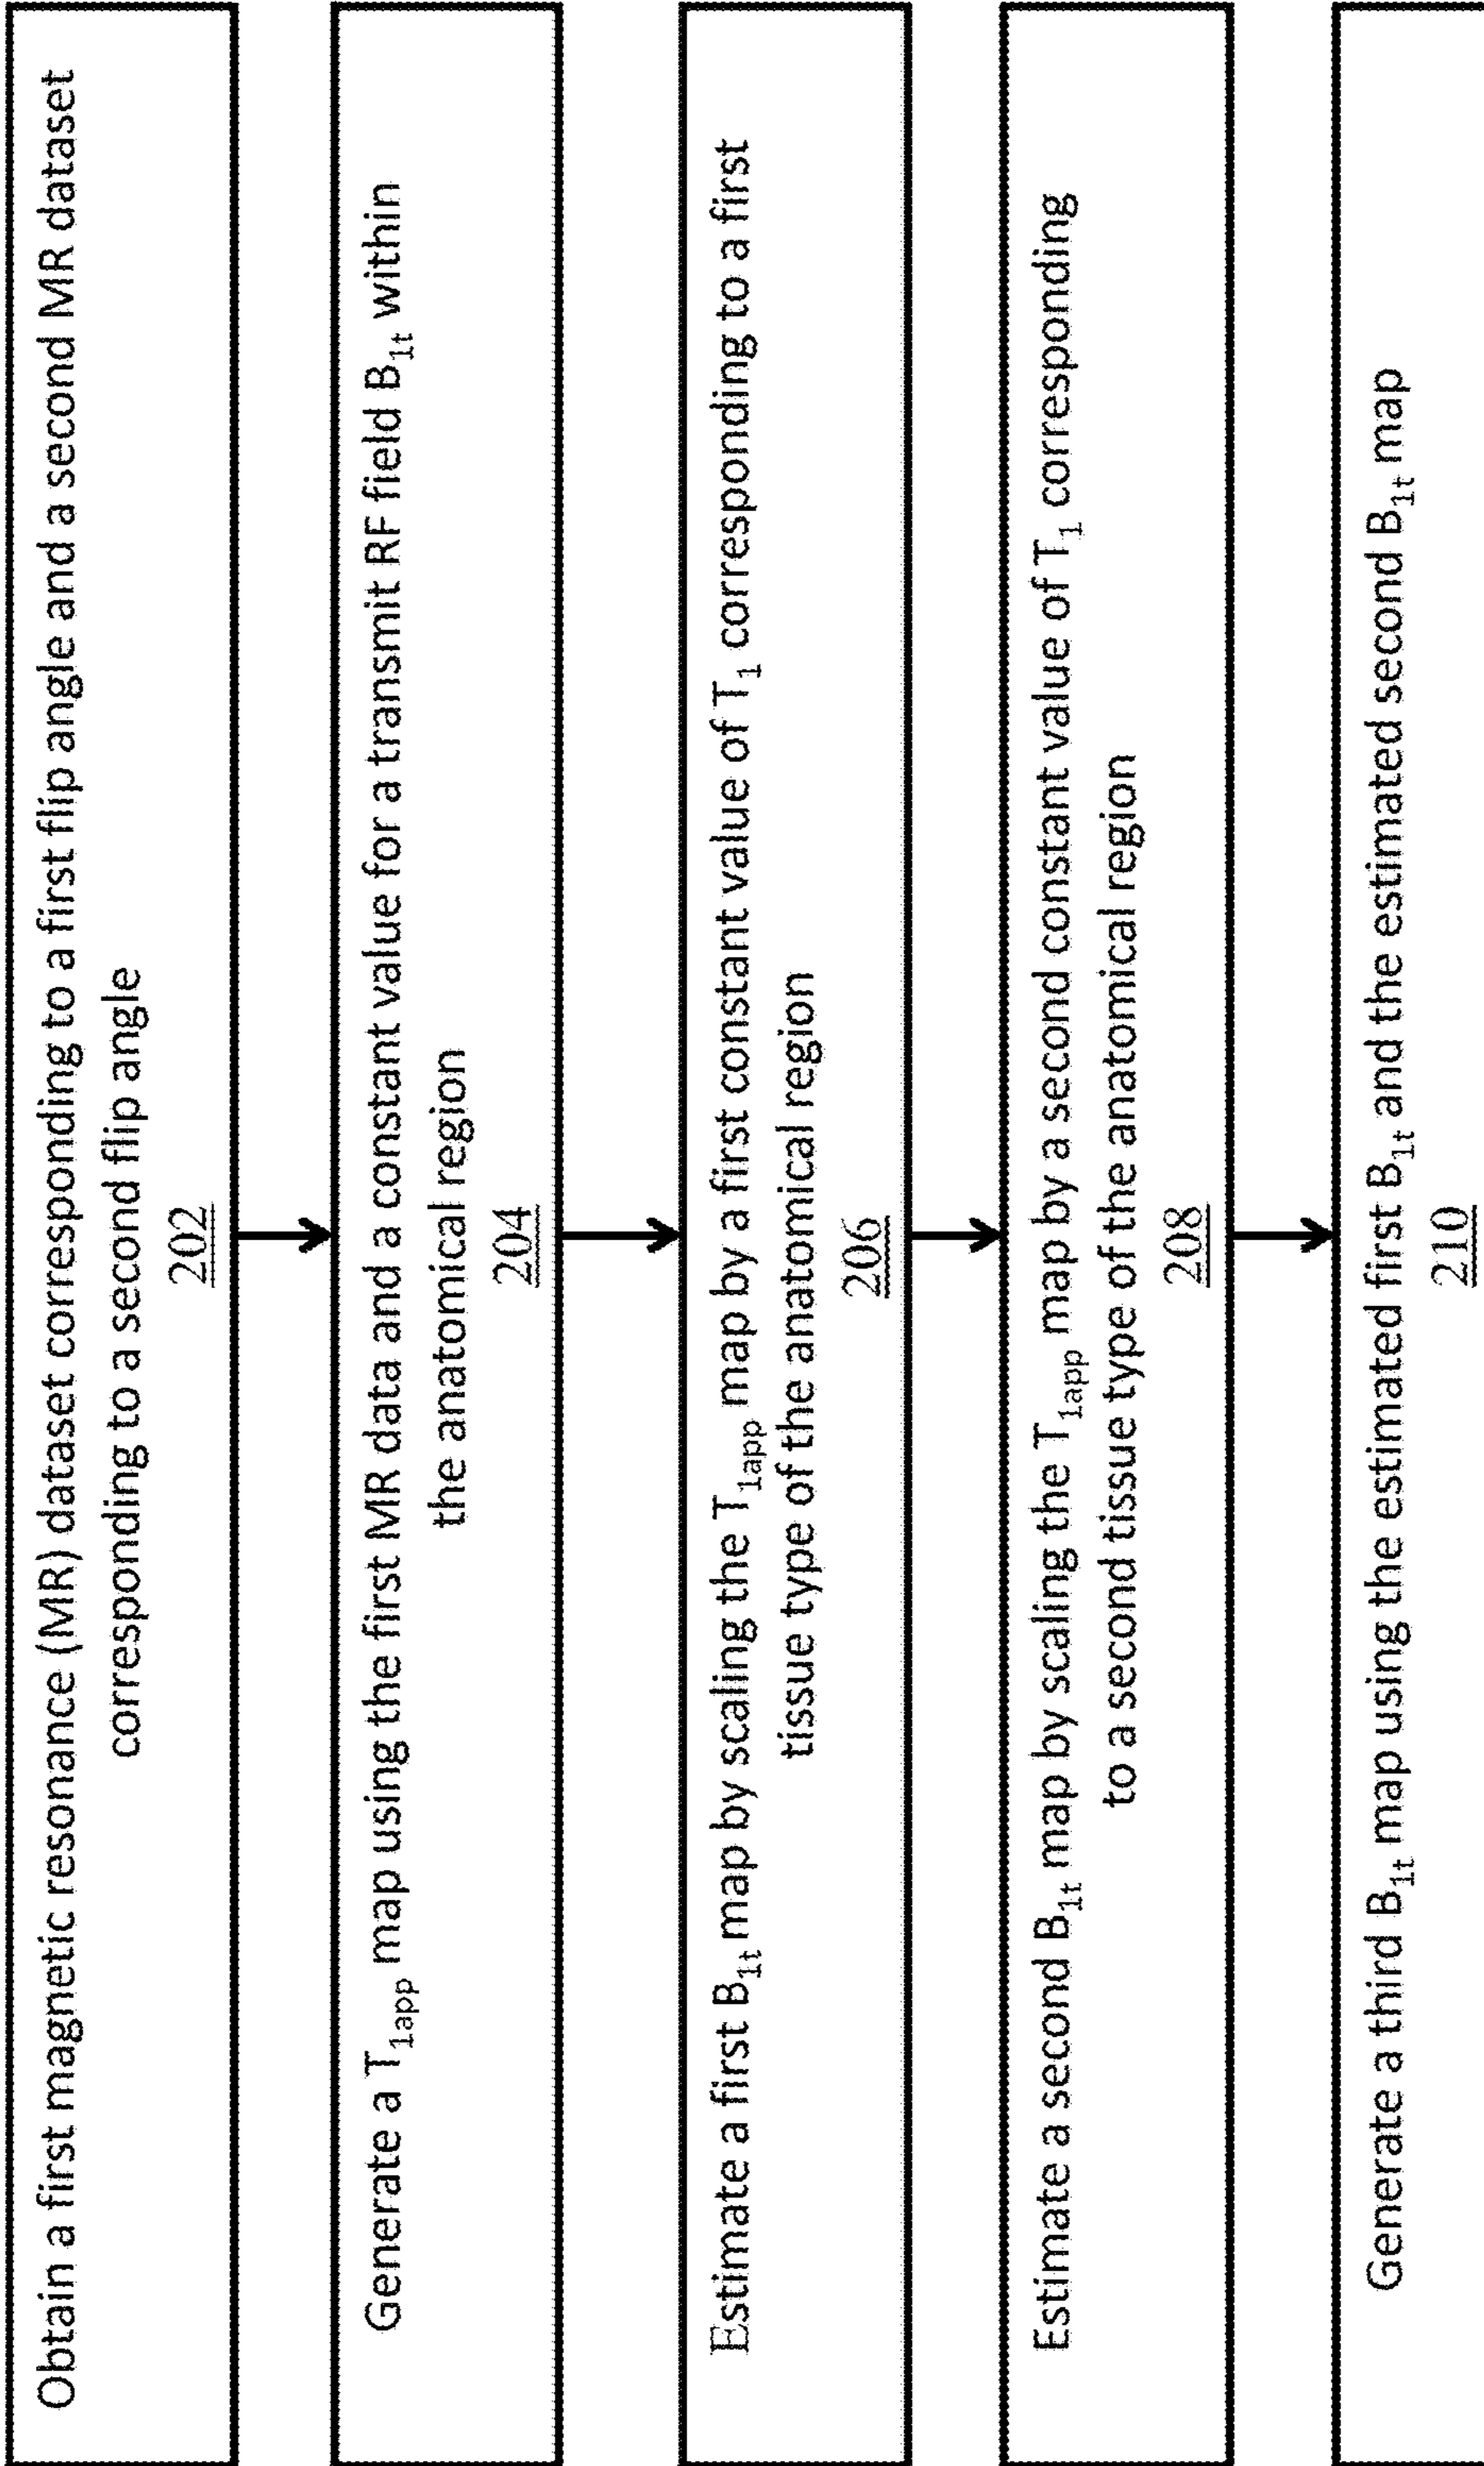 Obtain a first magnetic resonance (MR) dataset corresponding to a first flip angle and a second MR dataset
corresponding to a second flip angle
202
Generate a T1app map using the first MR data and a constant value for a transmit RF field B1t within
the anatomical region
204
Estimate a first B1t map by scaling the T1app map by a first constant value of T1 corresponding to a first
tissue type of the anatomical region
206
Estimate a second B1t map by scaling the T1app map by a second constant value of T1 corresponding
to a second tissue type of the anatomical region
208
Generate a third B1t map using the estimated first B1t and the estimated second B1t map
210